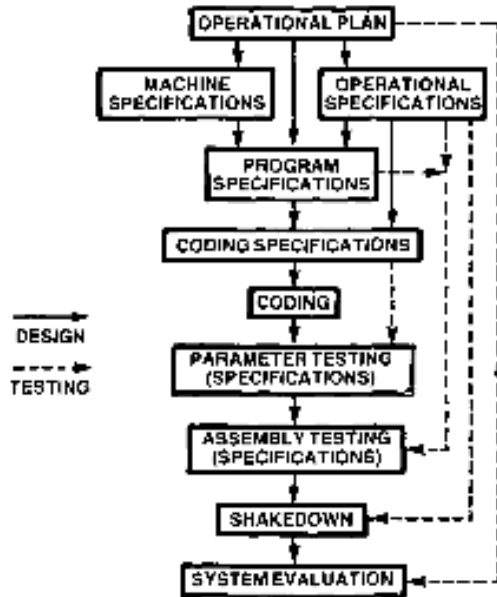 OPERATIONAL PLAN
MACHINE
SPECIFICATIONS
OPERATIONAL
SPECIFICATIONS
PROGRAM
SPECIFICATIONS
CODING SPECIFICATIONS
CODING
DESIGN
TESTING
PARAMETER TESTING
(SPECIFICATIONS)
ASSEMBLY TESTING
(SPECIFICATIONS)
SHAKEDOWN
SYSTEM EVALUATION